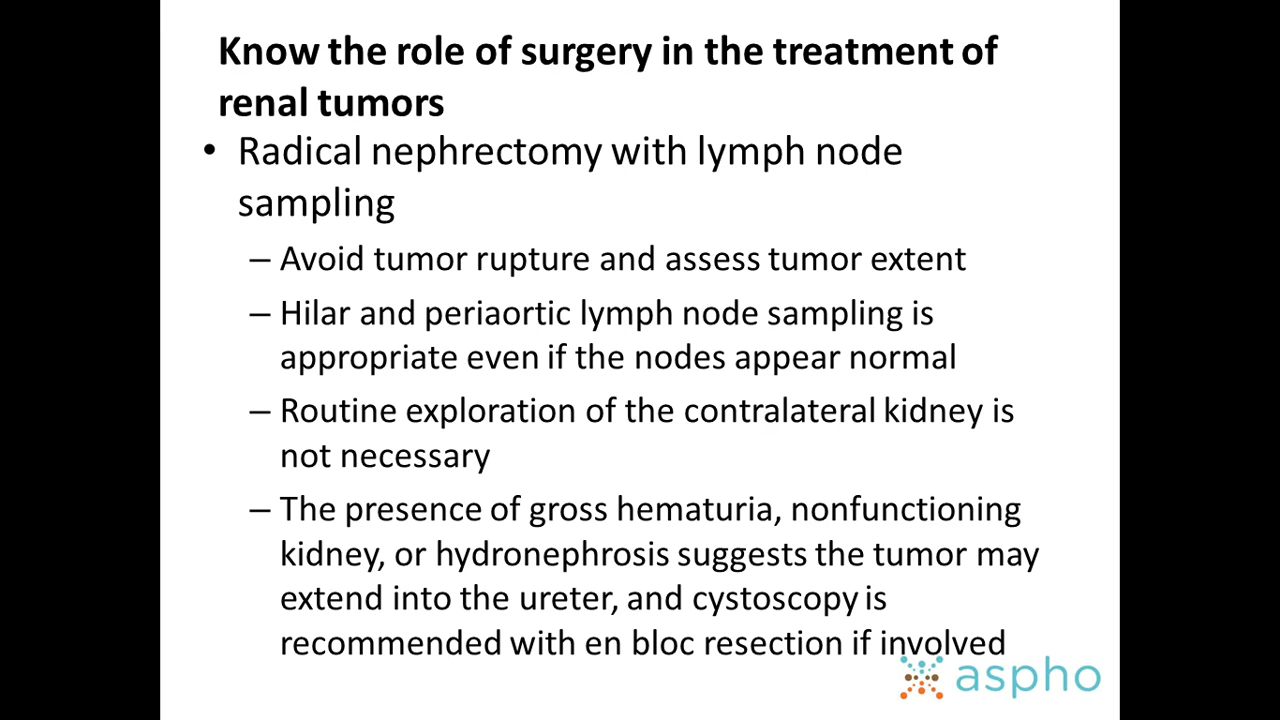 Know the role of surgery in the treatment of
renal tumors
• Radical nephrectomy with lymph node
sampling
– Avoid tumor rupture and assess tumor extent
– Hilar and periaortic lymph node sampling is
appropriate even if the nodes appear normal
– Routine exploration of the contralateral kidney is
not necessary
– The presence of gross hematuria, nonfunctioning
kidney, or hydronephrosis suggests the tumor may
extend into the ureter, and cystoscopy is
recommended with en bloc resection if involved
aspho